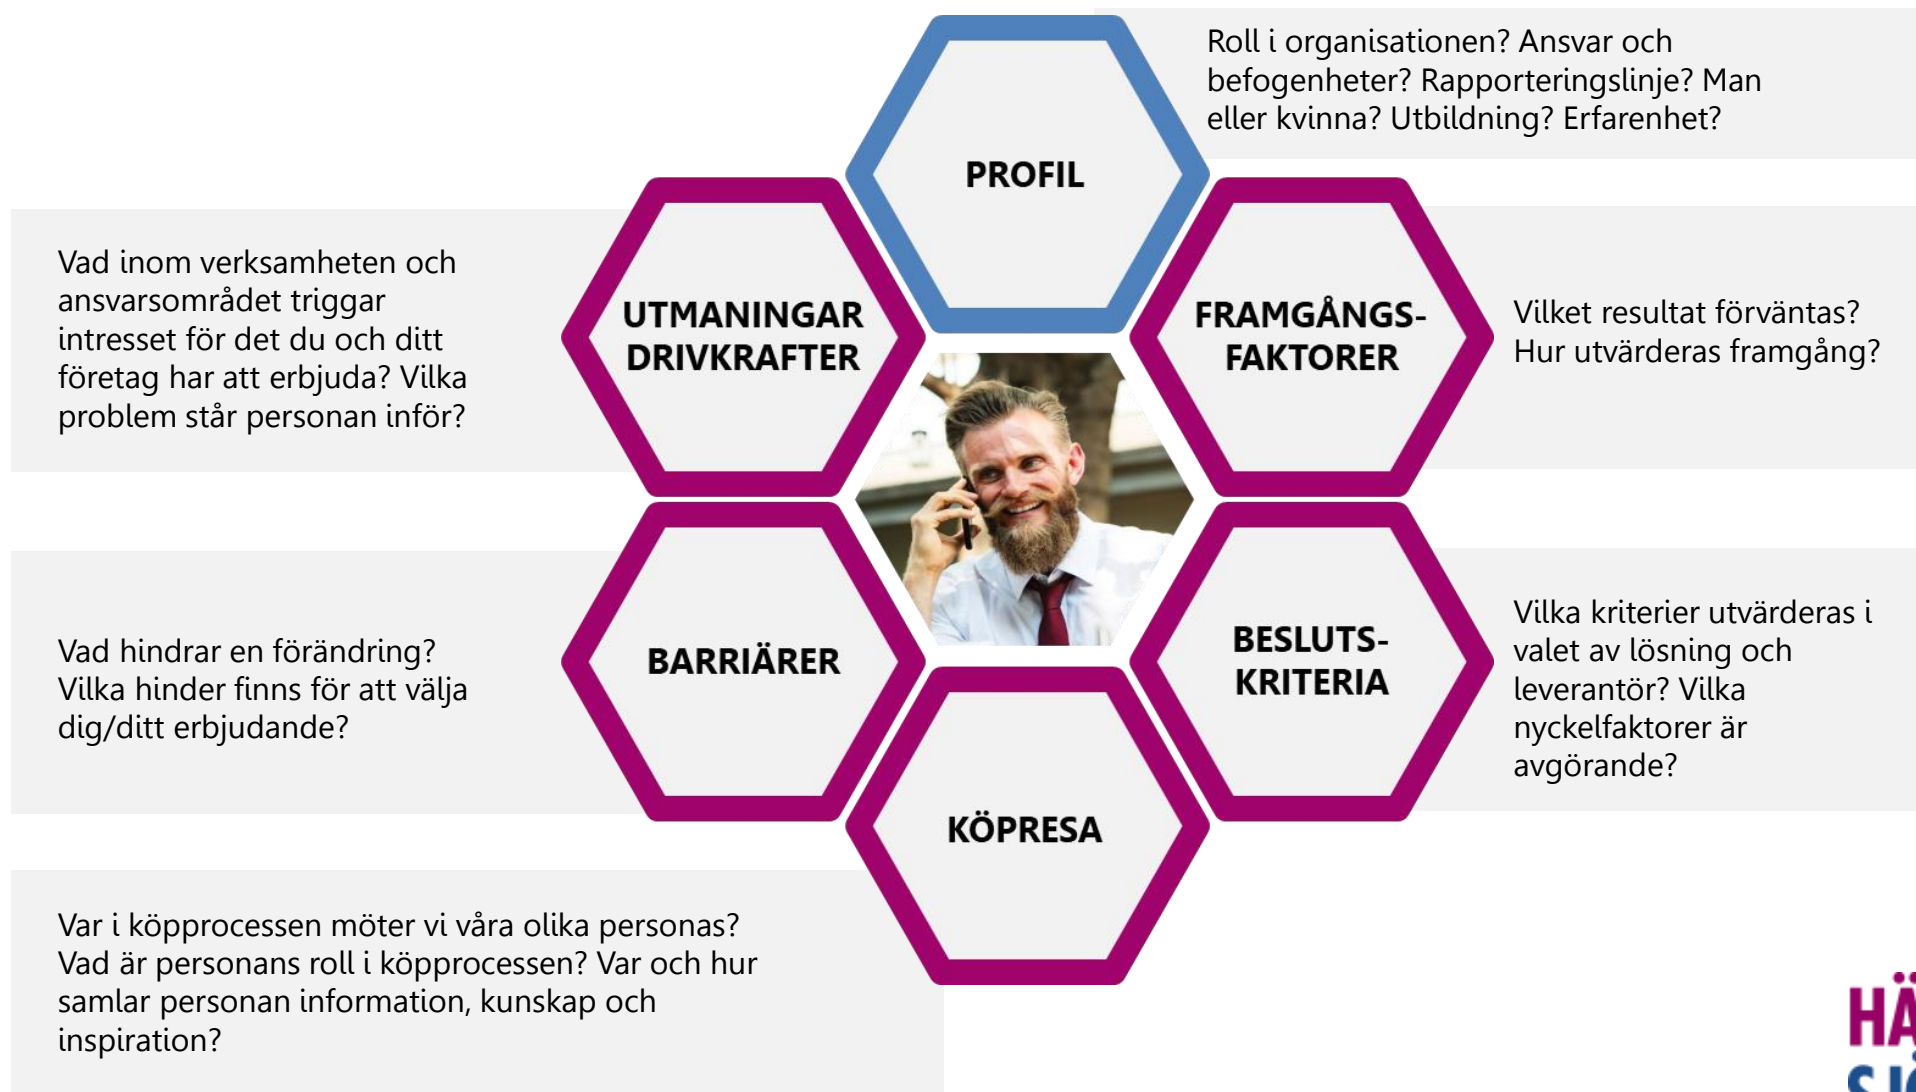 Roll i organisationen? Ansvar och
befogenheter? Rapporteringslinje? Man
eller kvinna? Utbildning? Erfarenhet?
PROFIL
Vad inom verksamheten och
ansvarsområdet triggar
intresset för det du och ditt
företag har att erbjuda? Vilka
problem står personan inför?
UTMANINGAR
DRIVKRAFTER
FRAMGÅNGS-
FAKTORER
Vilket resultat förväntas?
Hur utvärderas framgång?
Vad hindrar en förändring?
Vilka hinder finns för att välja
dig/ditt erbjudande?
BARRIÄRER
BESLUTS-
KRITERIA
Vilka kriterier utvärderas i
valet av lösning och
leverantör? Vilka
nyckelfaktorer är
avgörande?
KÖPRESA
Var i köpprocessen möter vi våra olika personas?
Vad är personans roll i köpprocessen? Var och hur
samlar personan information, kunskap och
inspiration?